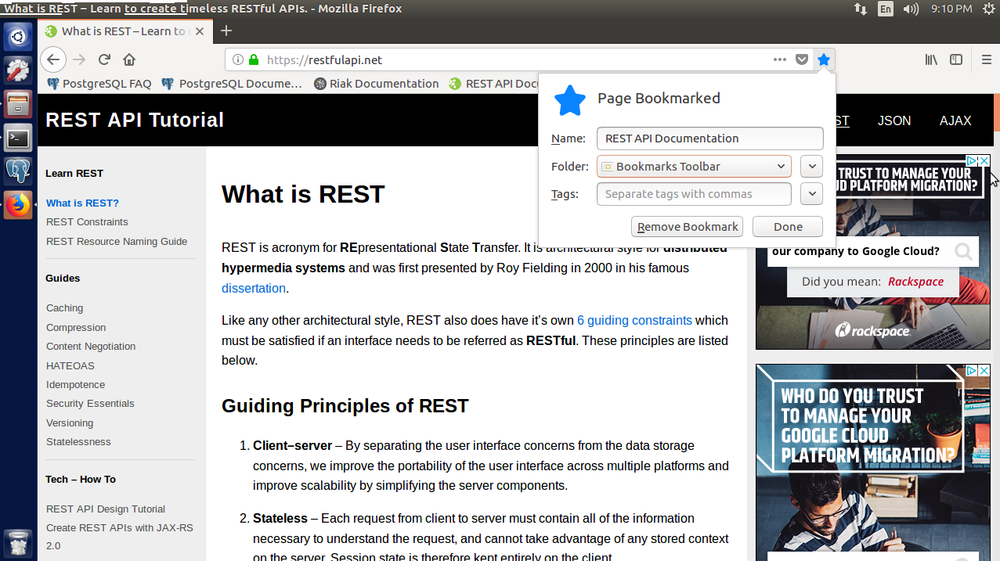 What is REST – Learn to create timeless RESTful APIs. - Mozilla Firefox
En
9:10 PM
What is REST – Learn to
https://restfulapi.net
PostgreSQL FAQ
PostgreSQL Docume…
Riak Documentation
REST API Docu
Page Bookmarked
Name:
REST API Documentation
Folder:
Bookmarks Toolbar
Tags:
Separate tags with commas
Remove Bookmark
Done
REST API Tutorial
ST
JSON
AJAX
Learn REST
What is REST?
REST Constraints
REST Resource Naming Guide
Guides
Caching
Compression
Content Negotiation
HATEOAS
Idempotence
Security Essentials
Versioning
Statelessness
Tech – How To
REST API Design Tutorial
Create REST APIs with JAX-RS
2.0
What is REST
REST is acronym for REpresentational State Transfer. It is architectural style for distributed
hypermedia systems and was first presented by Roy Fielding in 2000 in his famous
dissertation.
Like any other architectural style, REST also does have it’s own 6 guiding constraints which
must be satisfied if an interface needs to be referred as RESTful. These principles are listed
below.
Guiding Principles of REST
1. Client–server – By separating the user interface concerns from the data storage
concerns, we improve the portability of the user interface across multiple platforms and
improve scalability by simplifying the server components.
2. Stateless – Each request from client to server must contain all of the information
necessary to understand the request, and cannot take advantage of any stored context
on the server. Session state is therefore kept entirely on the client.
TRUST TO MANAGE YOUR
UD PLATFORM MIGRATION?
our company to Google Cloud?
Did you mean: Rackspace
rackspace
WHO DO YOU TRUST
TO MANAGE YOUR
GOOGLE CLOUD
PLATFORM MIGRATION?